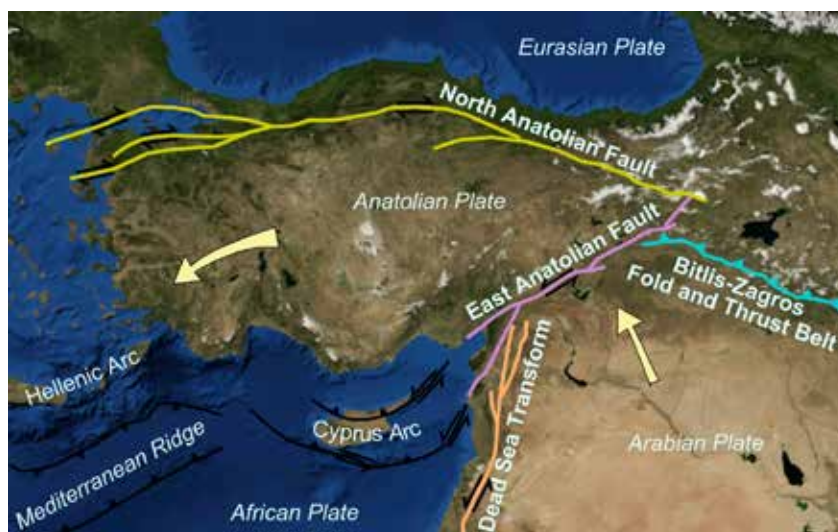 Eurasian Plate
North Anatolian Fault
Anatolian Plate
East Anatolian Fault
Bitlis-Zagros
Fold and Thrust Belt
Hellenic Arc
Cyprus Arc
Dead Sea Transform
Arabian Plate
Mediterranean Ridge
African Plate